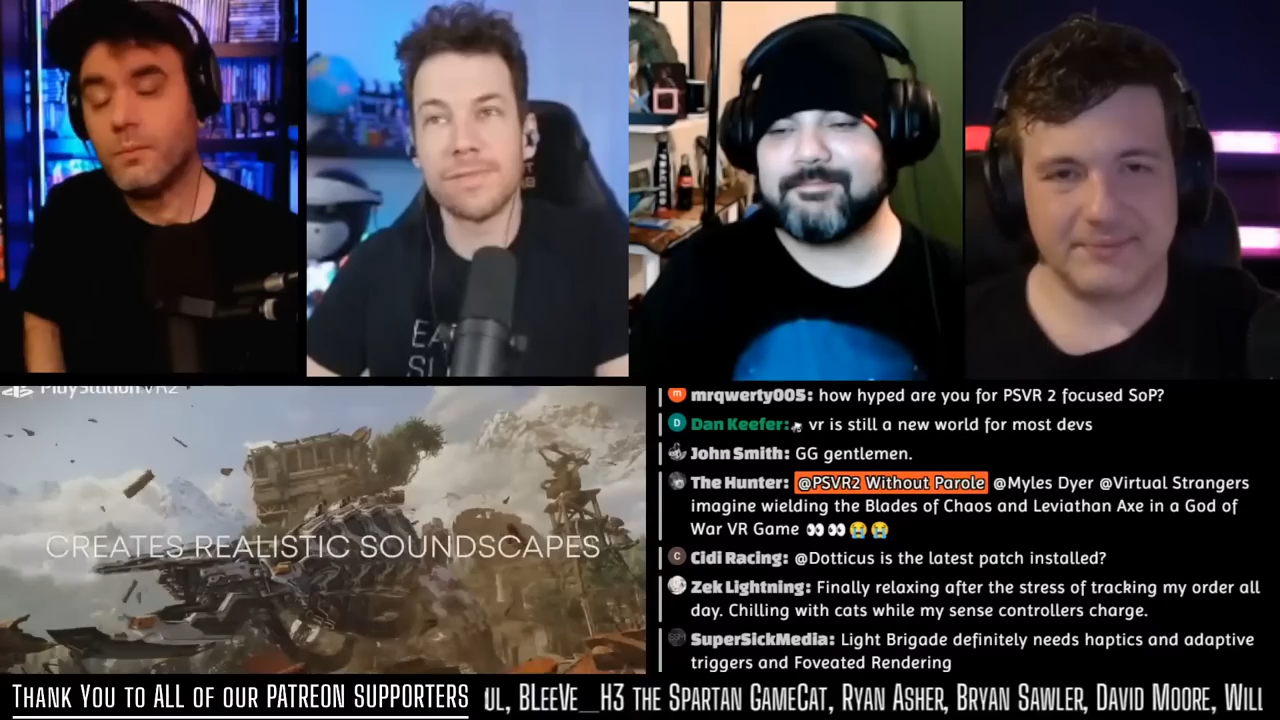 EA
SL
PlayStation VR2
CREATES REALISTIC SOUNDSCAPES
mrqwerty005: how hyped are you for PSVR 2 focused SoP?
Dan Keefer: vr is still a new world for most devs
John Smith: GG gentlemen.
The Hunter: @PSVR2 Without Parole @Myles Dyer @Virtual Strangers
imagine wielding the Blades of Chaos and Leviathan Axe in a God of
War VR Game 👀👀😭😭
Cidi Racing: @Dotticus is the latest patch installed?
Zek Lightning: Finally relaxing after the stress of tracking my order all
day. Chilling with cats while my sense controllers charge.
SuperSickMedia: Light Brigade definitely needs haptics and adaptive
triggers and Foveated Rendering
THANK YOU TO ALL OF OUR PATREON SUPPORTERS UL, BLEEVE__H3 THE SPARTAN GAMECAT, RYAN ASHER, BRYAN SAWLER, DAVID MOORE, WILL